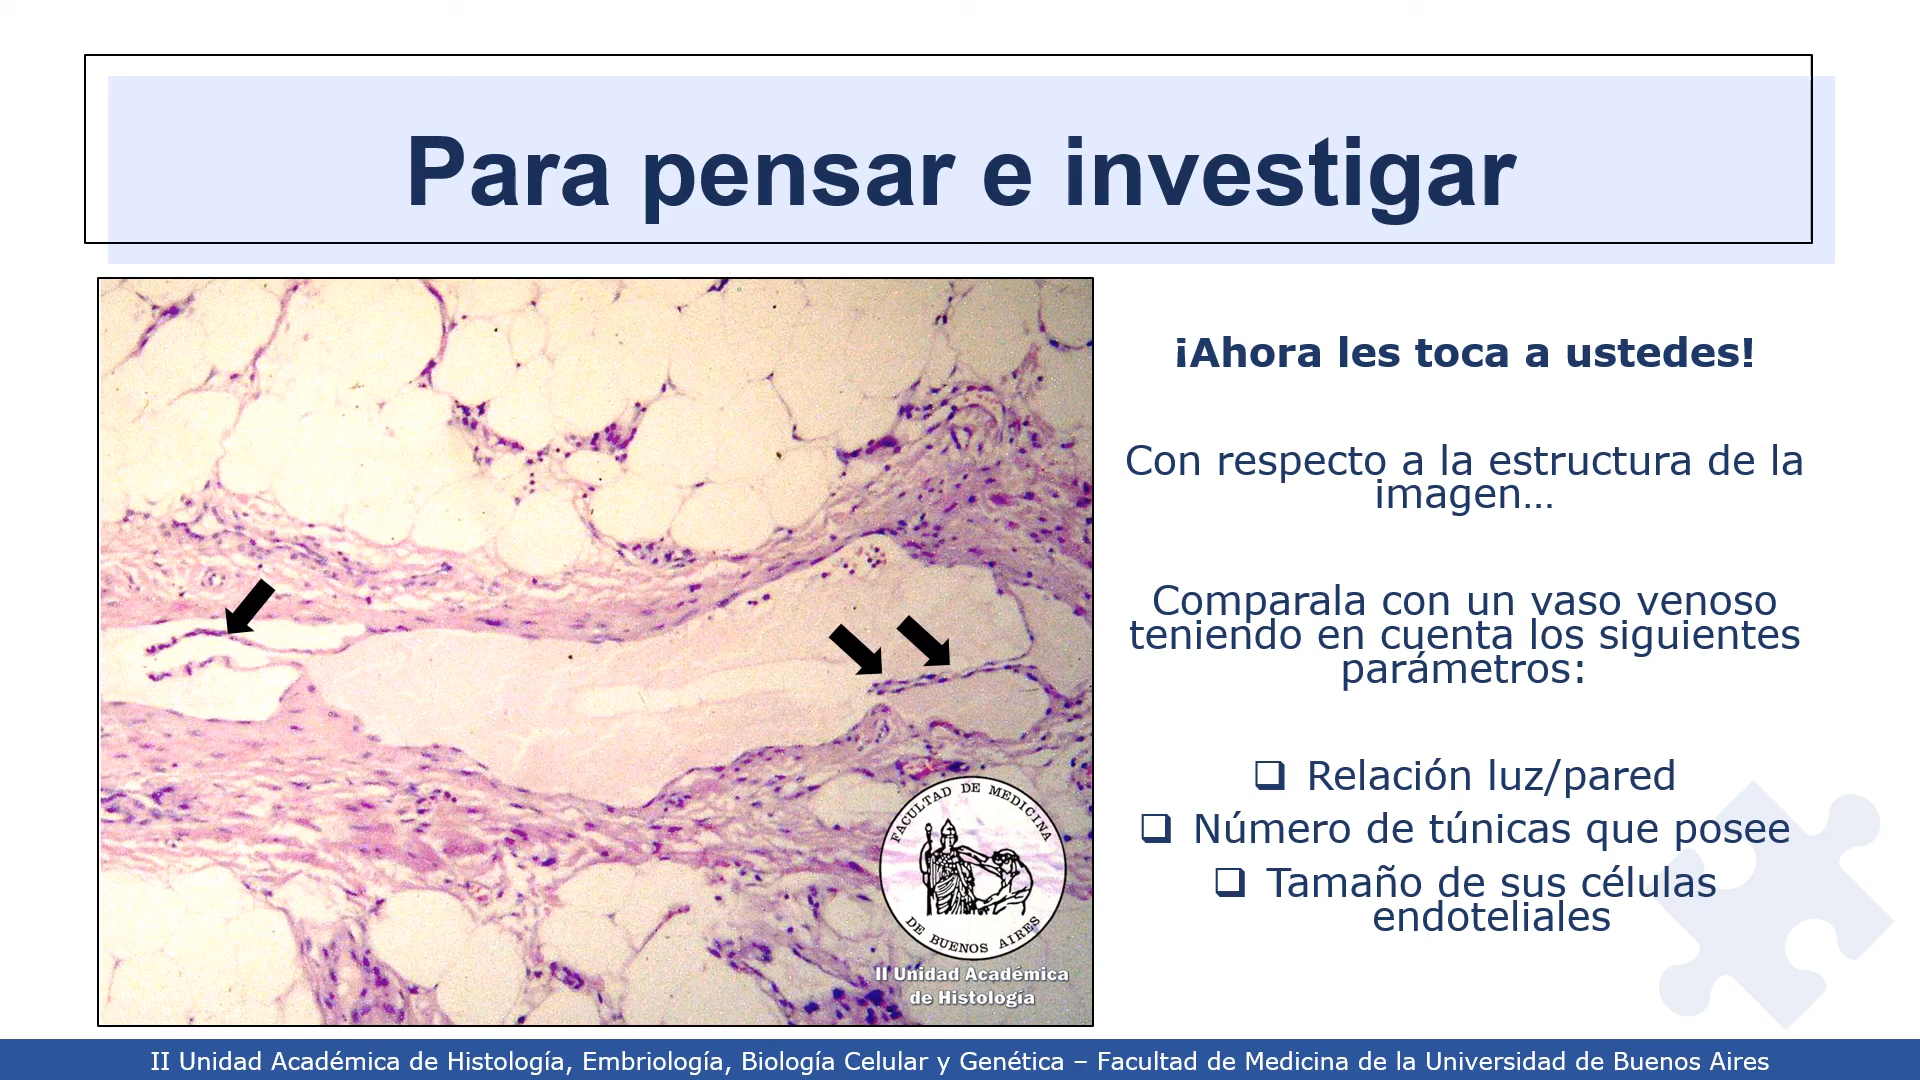 Para pensar e investigar
¡Ahora les toca a ustedes!
Con respecto a la estructura de la
imagen…
Comparala con un vaso venoso
teniendo en cuenta los siguientes
parámetros:
❑ Relación luz/pared
❑ Número de túnicas que posee
❑ Tamaño de sus células
endoteliales
FACULTAD DE MEDICINA
DE BUENOS AIRES
II Unidad Académica
de Histología
II Unidad Académica de Histología, Embriología, Biología Celular y Genética – Facultad de Medicina de la Universidad de Buenos Aires